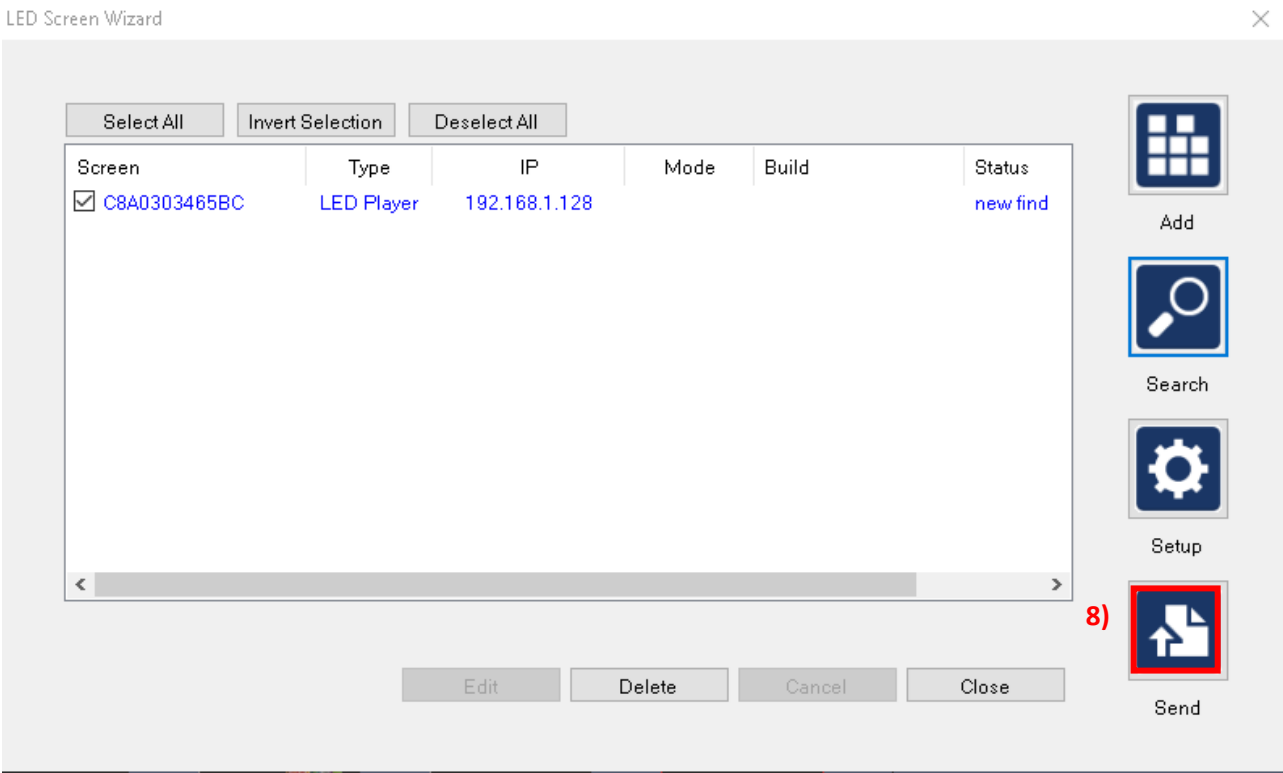 LED Screen Wizard
Select All Invert Selection Deselect All
Screen Type IP Mode Build Status
C8A0303465BC LED Player 192.168.1.128 new find
Add
Search
Setup
8)
Edit Delete Cancel Close
Send